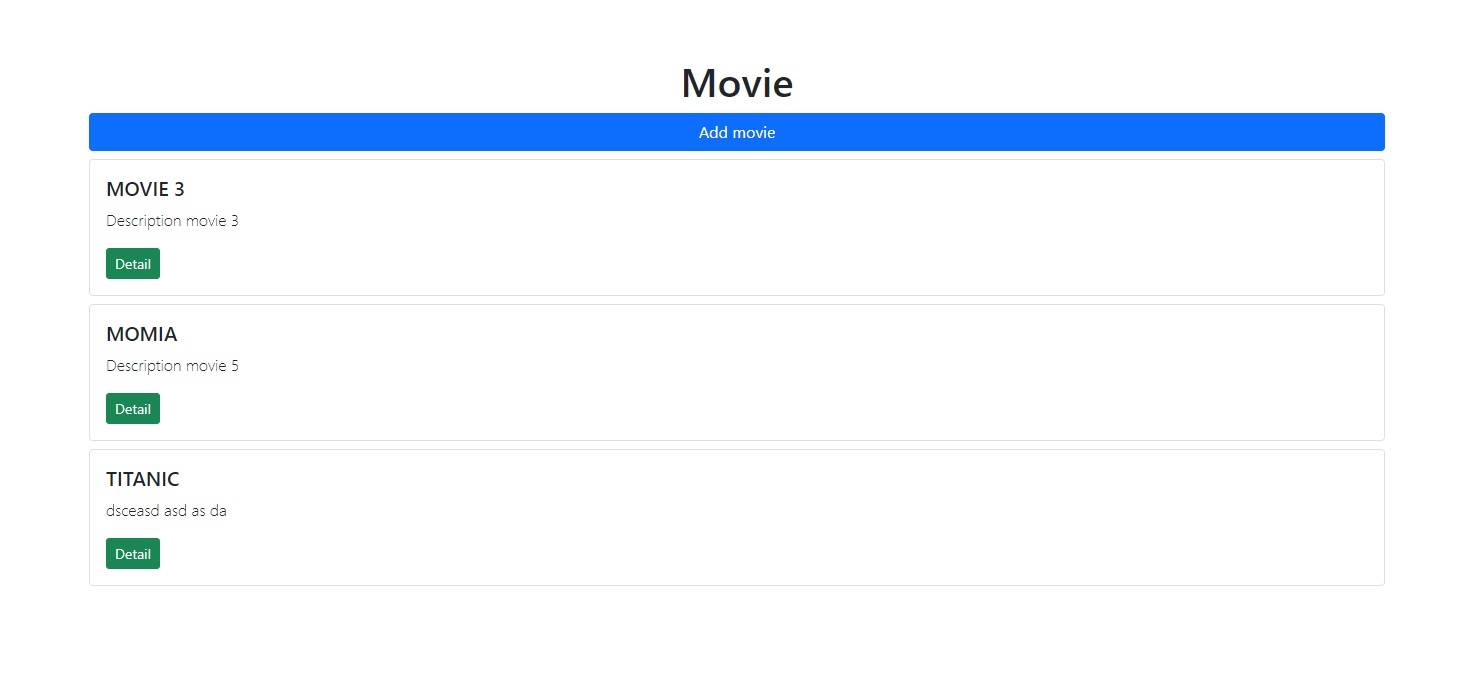 Movie
Add movie
MOVIE 3
Description movie 3
Detail
MOMIA
Description movie 5
Detail
TITANIC
dsceasd asd as da
Detail